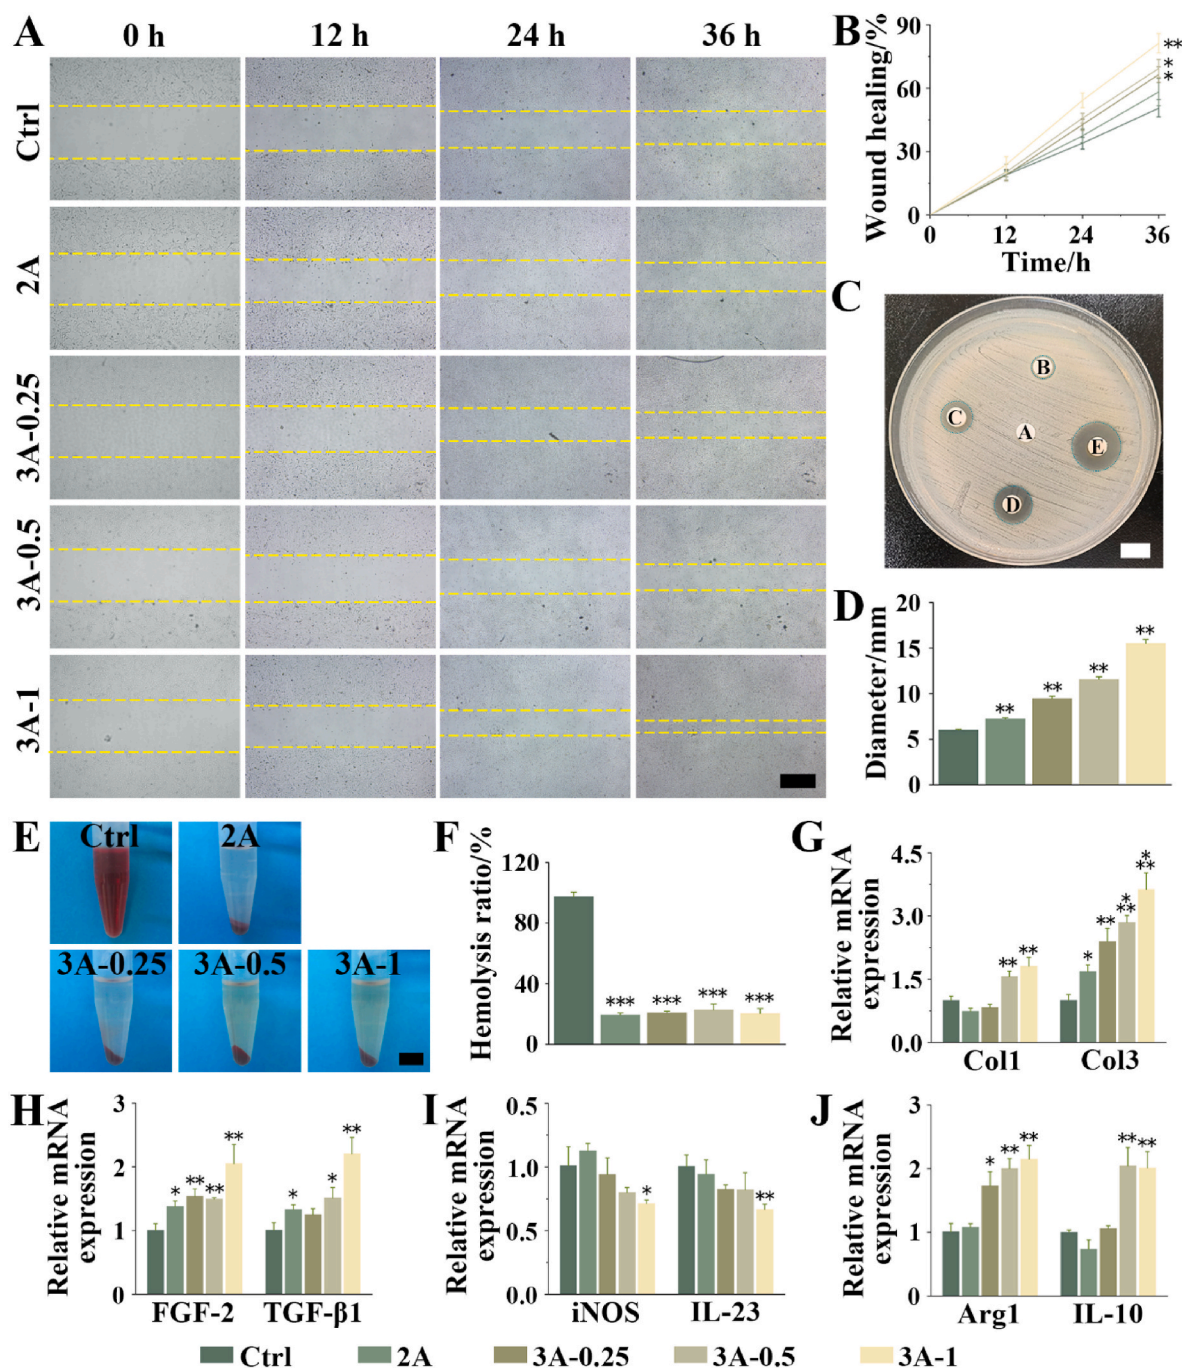 A
0 h 12 h 24 h 36 h
Ctrl
2A
3A-0.25
3A-0.5
3A-1
B
Wound healing/%
90
60
30
0
**
*
*
0 12 24 36
Time/h
C
B
C
A
E
D
D
Diameter/mm
20
15
10
5
0
** ** ** **
E
Ctrl 2A
3A-0.25 3A-0.5 3A-1
F
Hemolysis ratio/%
120
80
40
0
*** *** *** ***
G
Relative mRNA
expression
4.5
3.0
1.5
0.0
** ** * ** * ** * **
Col1 Col3
H
Relative mRNA
expression
3
2
1
0
* ** ** ** * * **
FGF-2 TGF-β1
I
Relative mRNA
expression
0.5
1.0
0.5
0.0
* **
iNOS IL-23
J
Relative mRNA
expression
3
2
1
0
* ** ** ** **
Arg1 IL-10
Ctrl 2A 3A-0.25 3A-0.5 3A-1